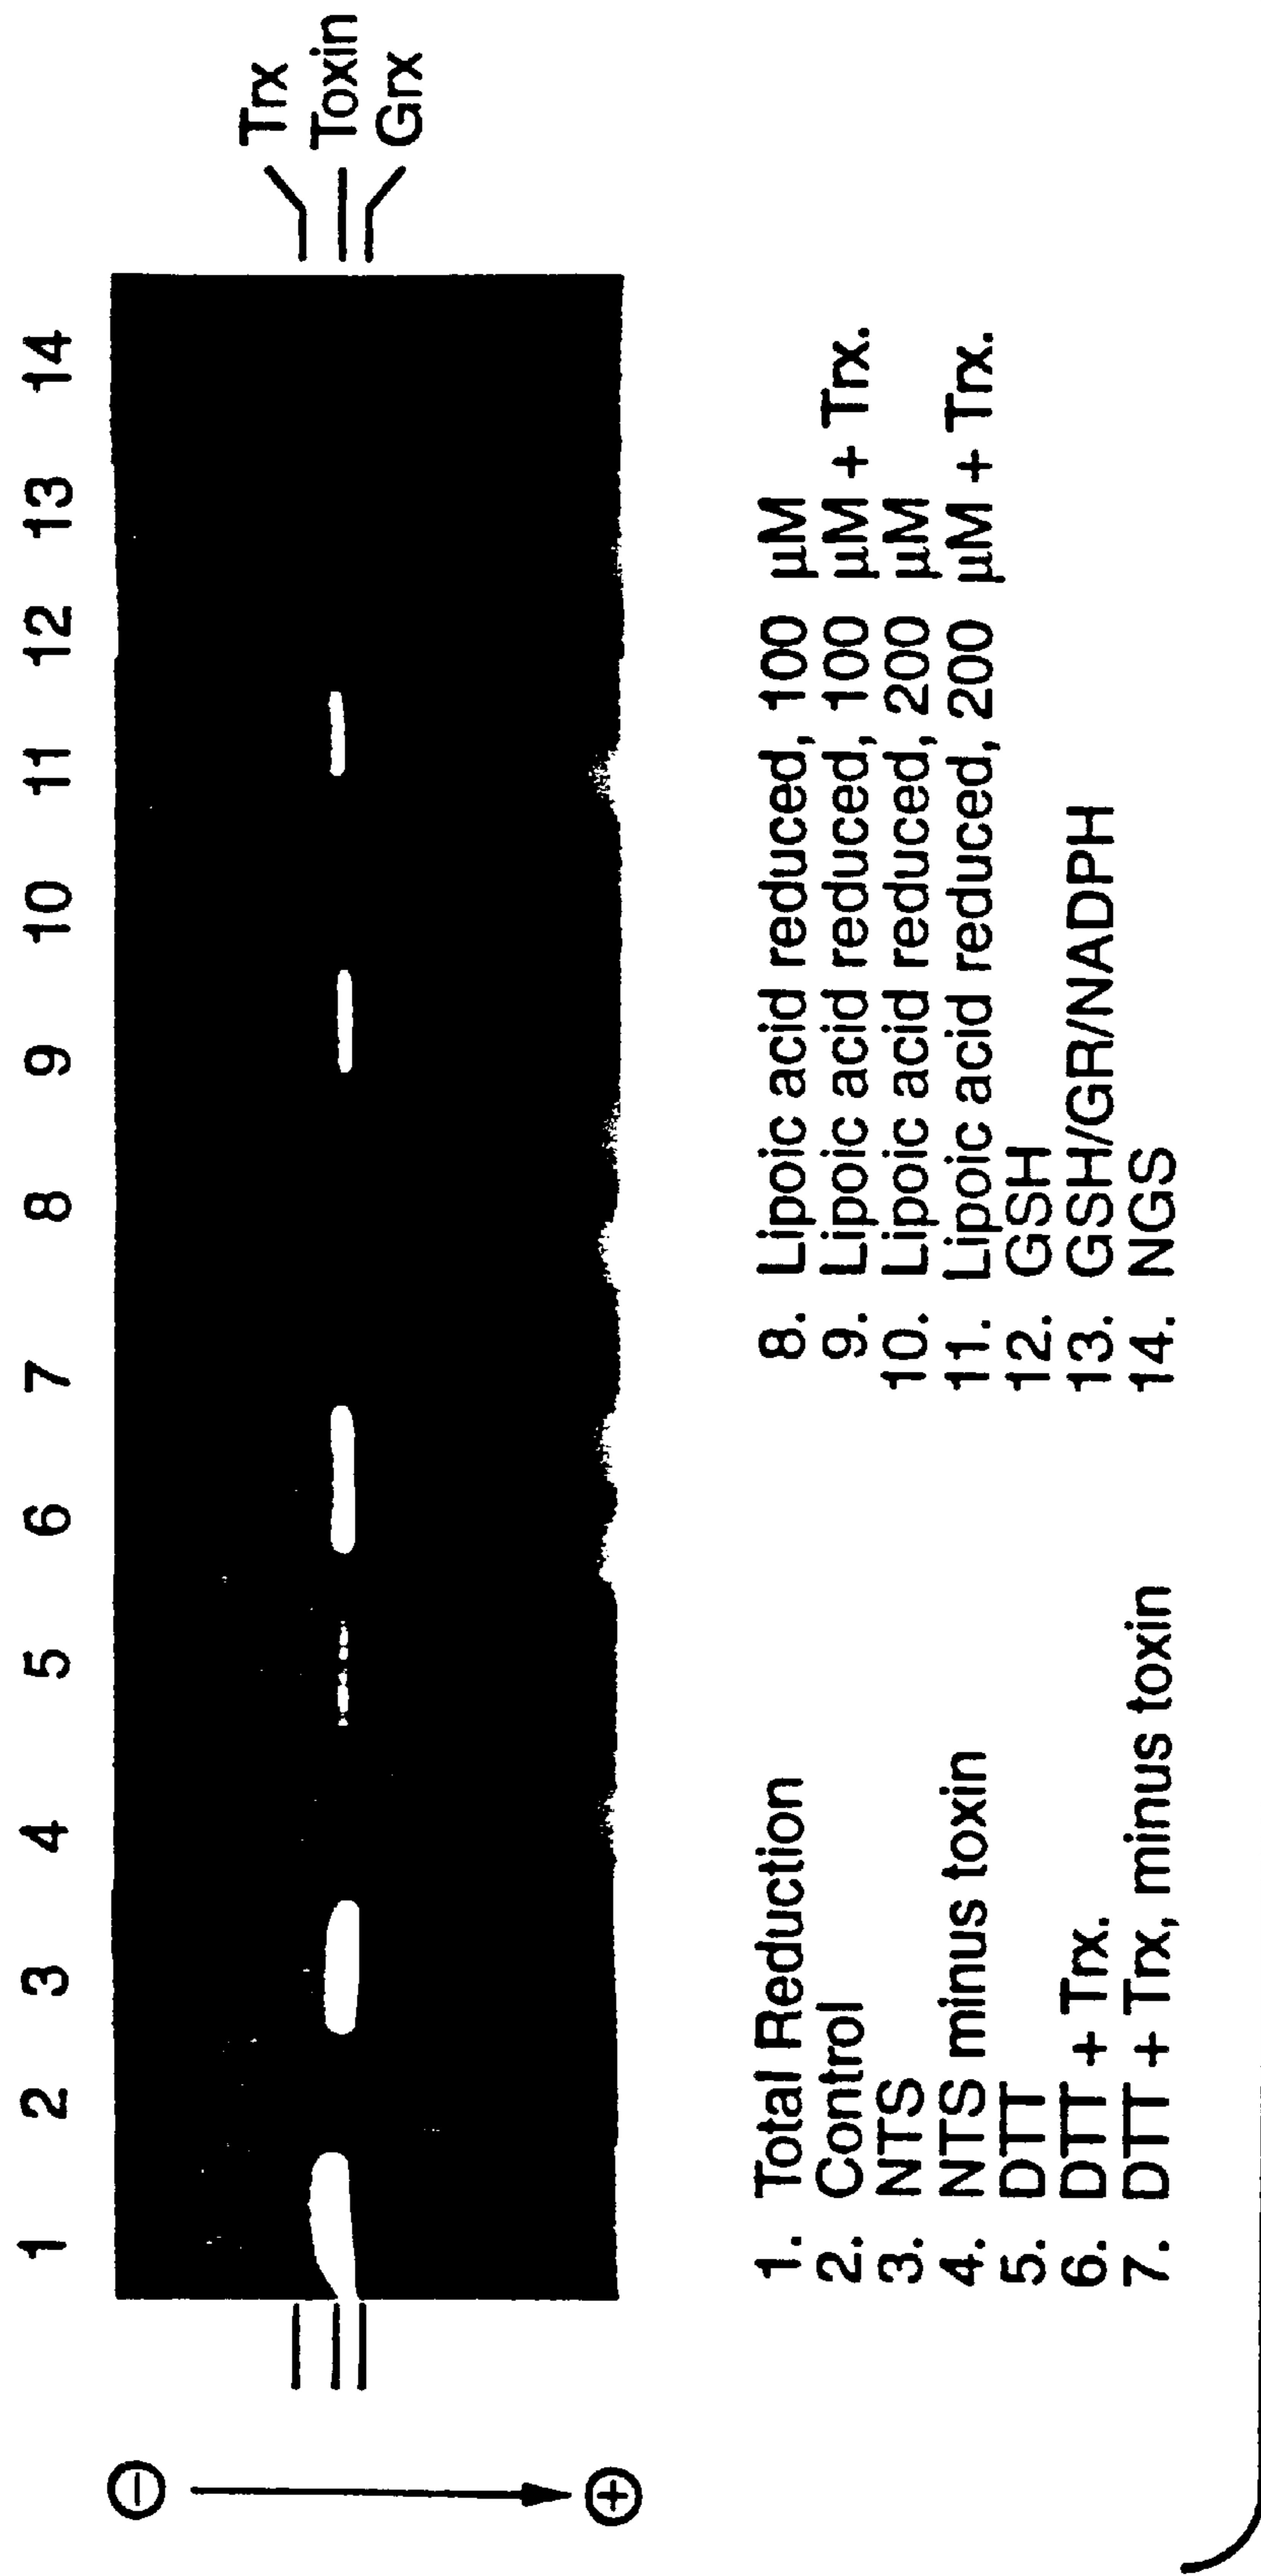 1 2 3 4 5 6 7 8 9 10 11 12 13 14
Trx
Toxin
Grx
⊖
⊕
1. Total Reduction
2. Control
3. NTS
4. NTS minus toxin
5. DTT
6. DTT + Trx.
7. DTT + Trx, minus toxin
8. Lipoic acid reduced, 100 μM
9. Lipoic acid reduced, 100 μM + Trx.
10. Lipoic acid reduced, 200 μM
11. Lipoic acid reduced, 200 μM + Trx.
12. GSH
13. GSH/GR/NADPH
14. NGS